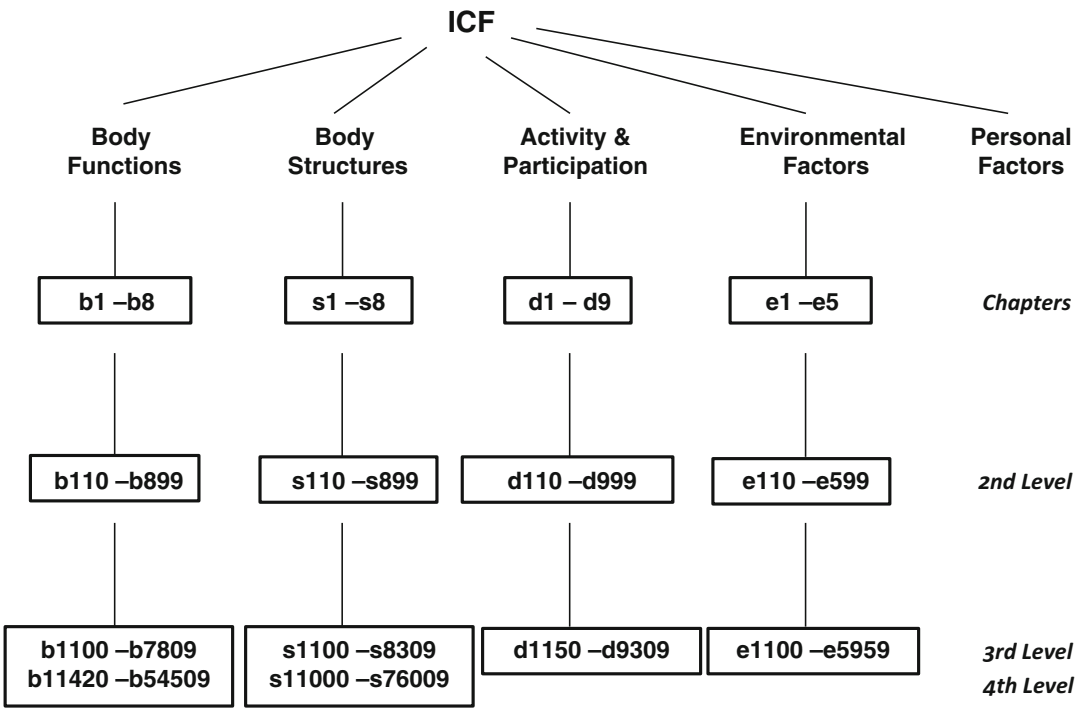 ICF
Body
Functions
Body
Structures
Activity &
Participation
Environmental
Factors
Personal
Factors
b1 –b8
s1 –s8
d1 – d9
e1 –e5
Chapters
b110 –b899
s110 –s899
d110 –d999
e110 –e599
2nd Level
b1100 –b7809
b11420 –b54509
s1100 –s8309
s11000 –s76009
d1150 –d9309
e1100 –e5959
3rd Level
4th Level